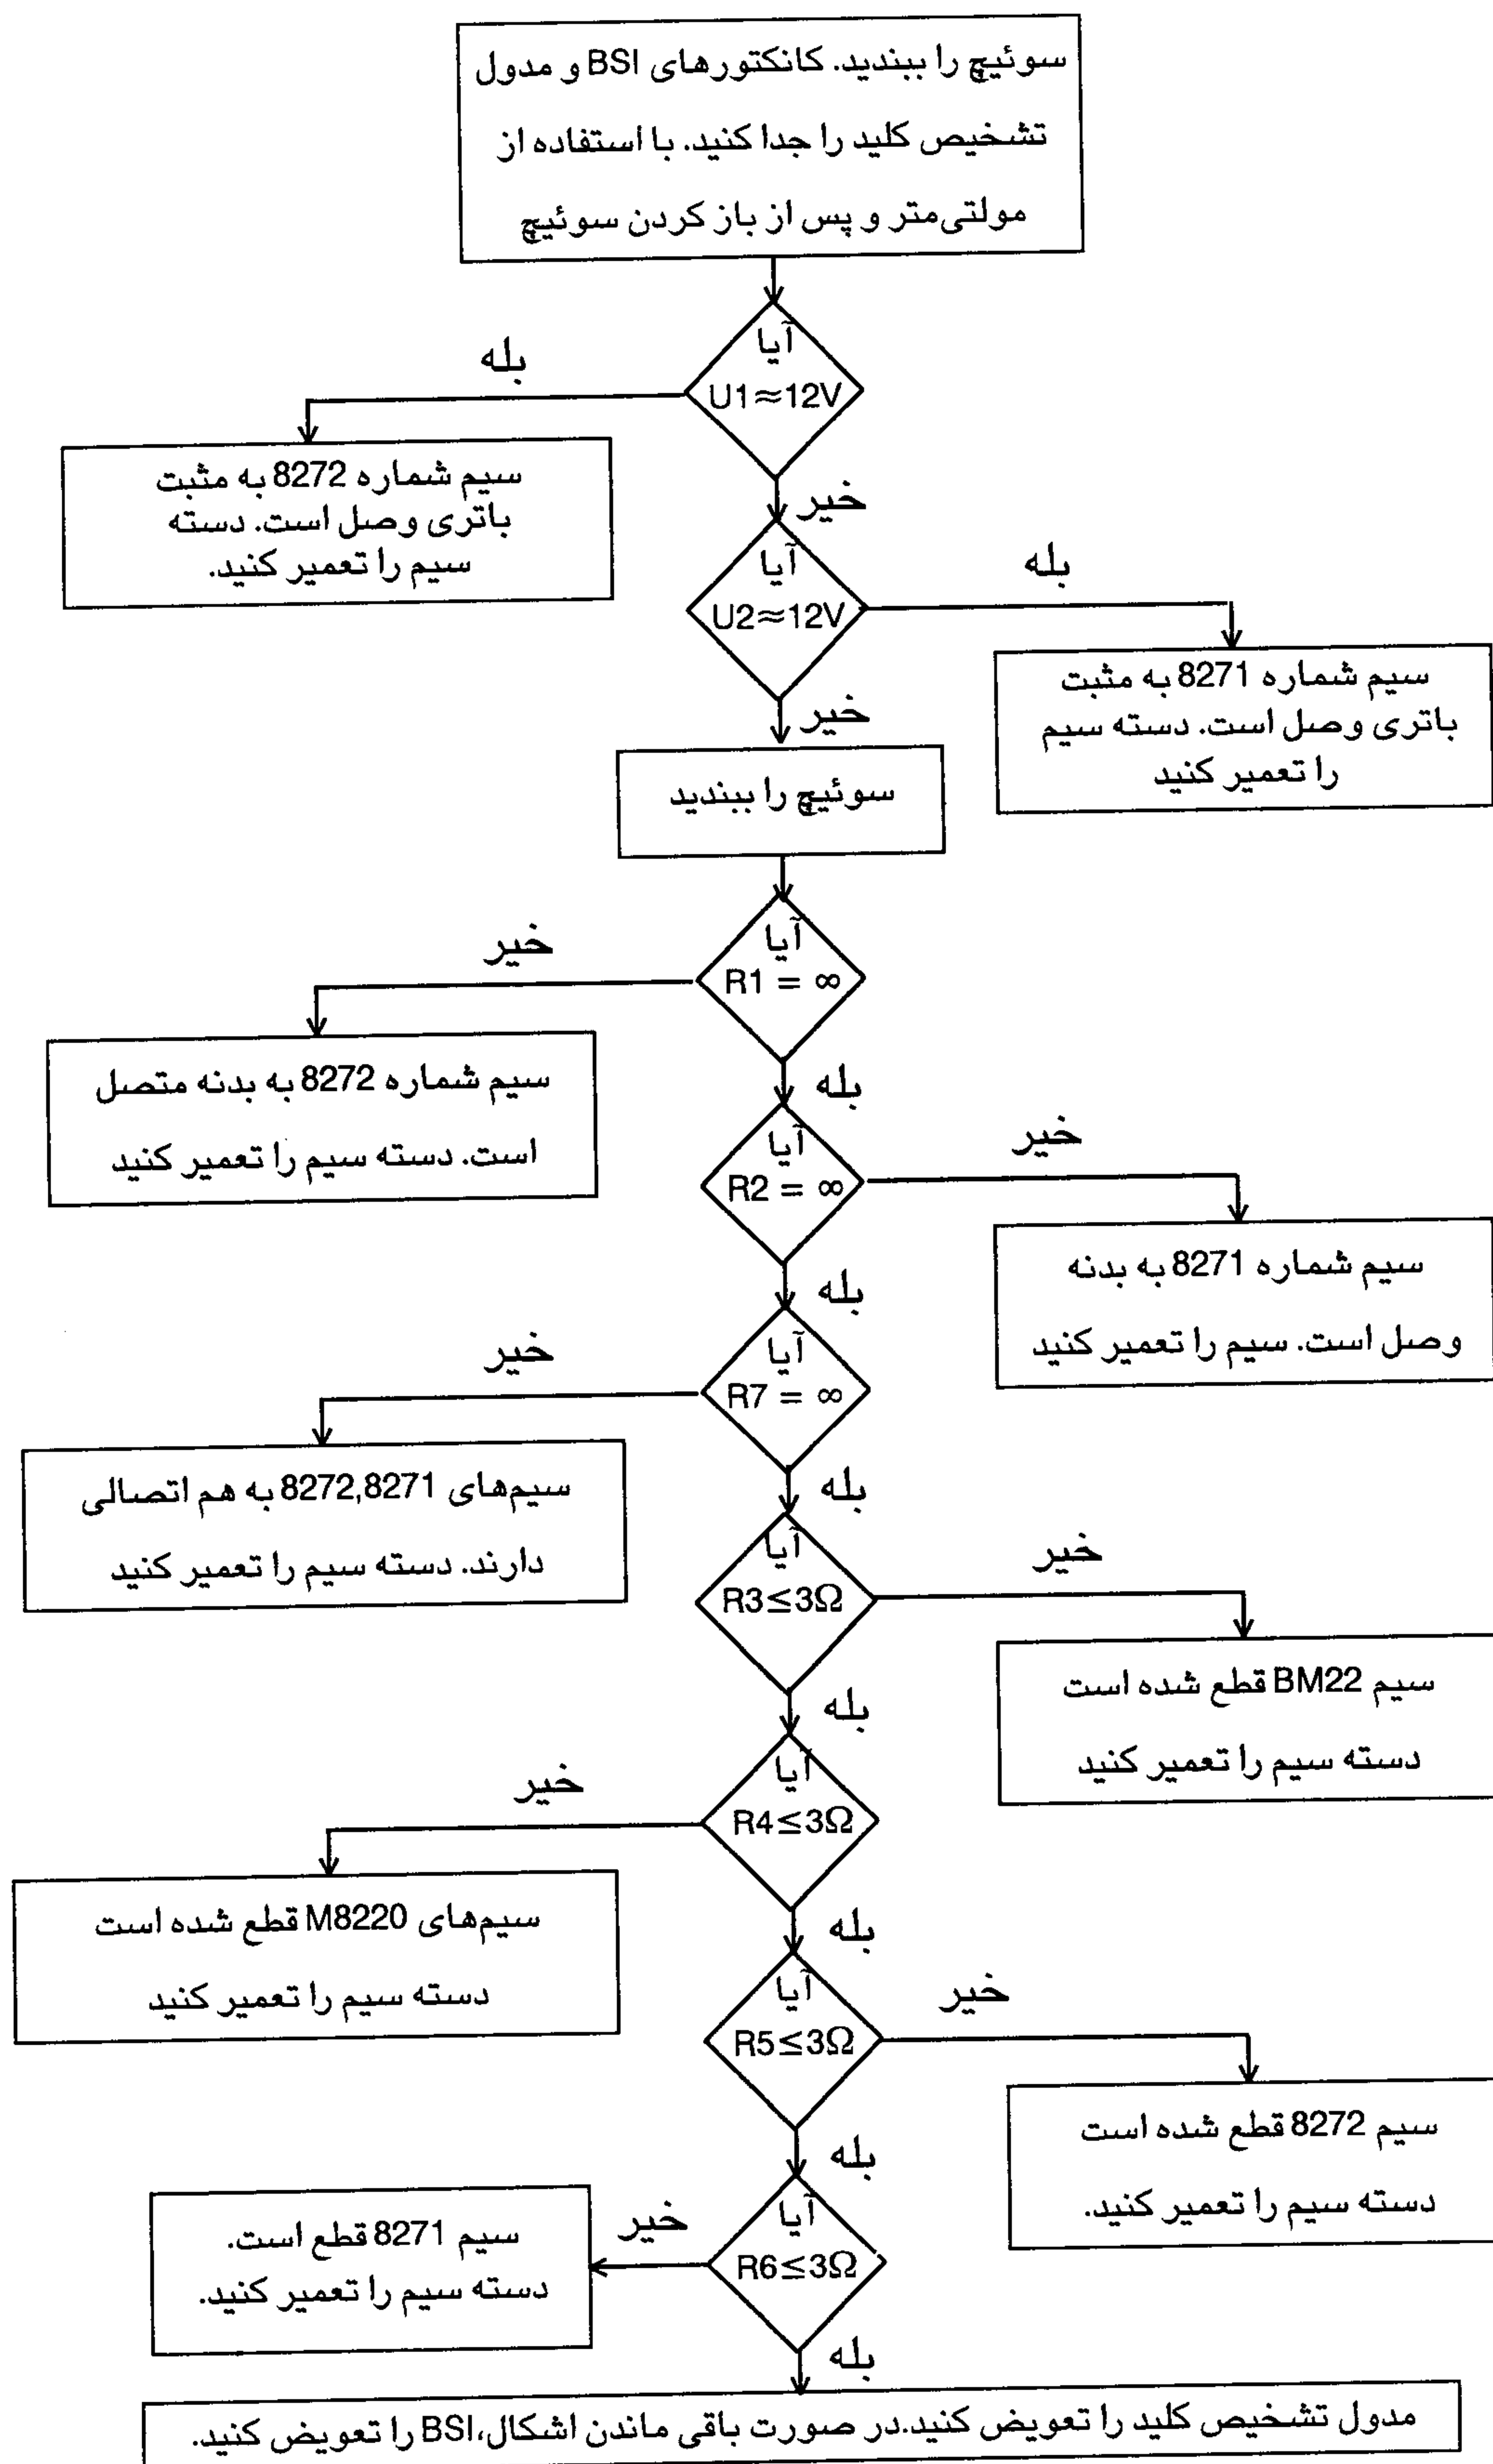 سوئیچ را ببندید. کانکتورهای BSI و مدول
تشخیص کلید را جدا کنید. با استفاده از
مولتی‌متر و پس از باز کردن سوئیچ
آیا
U1≈12V
بله
سیم شماره 8272 به مثبت
باتری وصل است. دسته
سیم را تعمیر کنید.
خیر
آیا
U2≈12V
بله
سیم شماره 8271 به مثبت
باتری وصل است. دسته سیم
را تعمیر کنید
خیر
سوئیچ را ببندید
آیا
R1 = ∞
خیر
سیم شماره 8272 به بدنه متصل
است. دسته سیم را تعمیر کنید
بله
آیا
R2 = ∞
خیر
سیم شماره 8271 به بدنه
وصل است. سیم را تعمیر کنید
بله
آیا
R7 = ∞
خیر
سیم‌های 8272,8271 به هم اتصالی
دارند. دسته سیم را تعمیر کنید
بله
آیا
R3≤3Ω
خیر
سیم BM22 قطع شده است
دسته سیم را تعمیر کنید
بله
آیا
R4≤3Ω
خیر
سیم‌های M8220 قطع شده است
دسته سیم را تعمیر کنید
بله
آیا
R5≤3Ω
خیر
سیم 8272 قطع شده است
دسته سیم را تعمیر کنید.
بله
آیا
R6≤3Ω
خیر
سیم 8271 قطع است.
دسته سیم را تعمیر کنید.
بله
مدول تشخیص کلید را تعویض کنید.در صورت باقی ماندن اشکال،BSI را تعویض کنید.